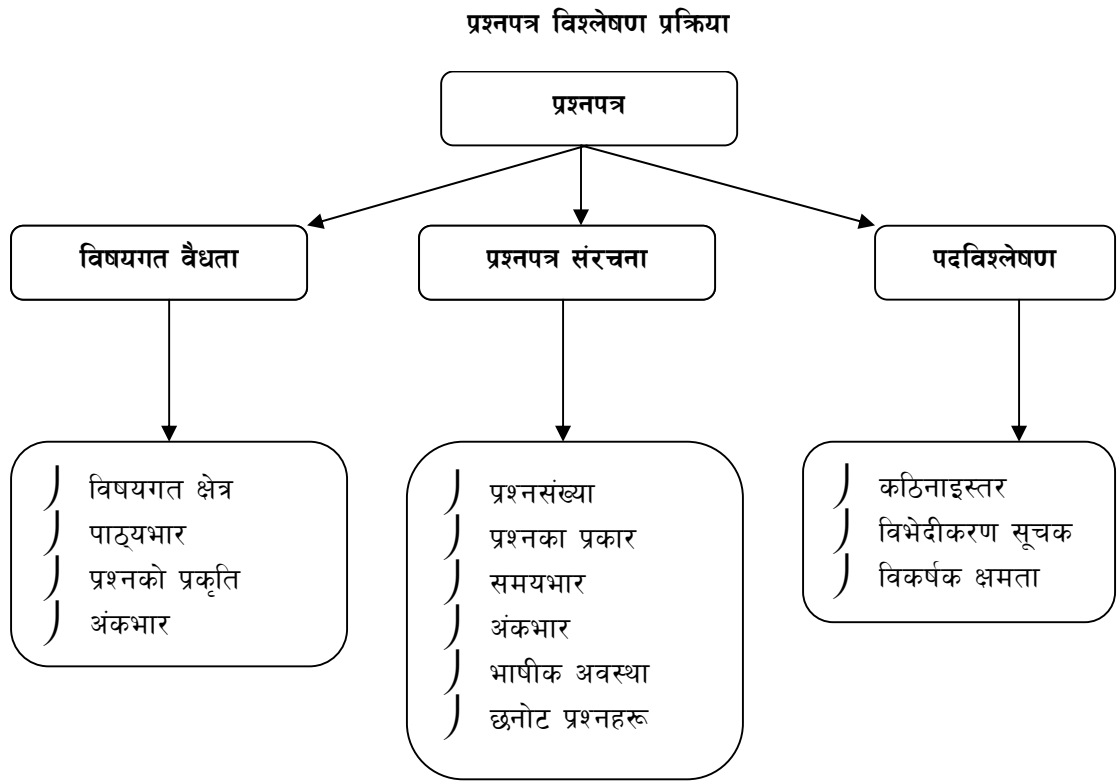 प्रश्नपत्र विश्लेषण प्रक्रिया
प्रश्नपत्र
विषयगत वैधता
प्रश्नपत्र संरचना
पदविश्लेषण
विषयगत क्षेत्र
पाठ्यभार
प्रश्नको प्रकृति
अंकभार
प्रश्नसंख्या
प्रश्नका प्रकार
समयभार
अंकभार
भाषीक अवस्था
छनोट प्रश्नहरू
कठिनाइस्तर
विभेदीकरण सूचक
विकर्षक क्षमता